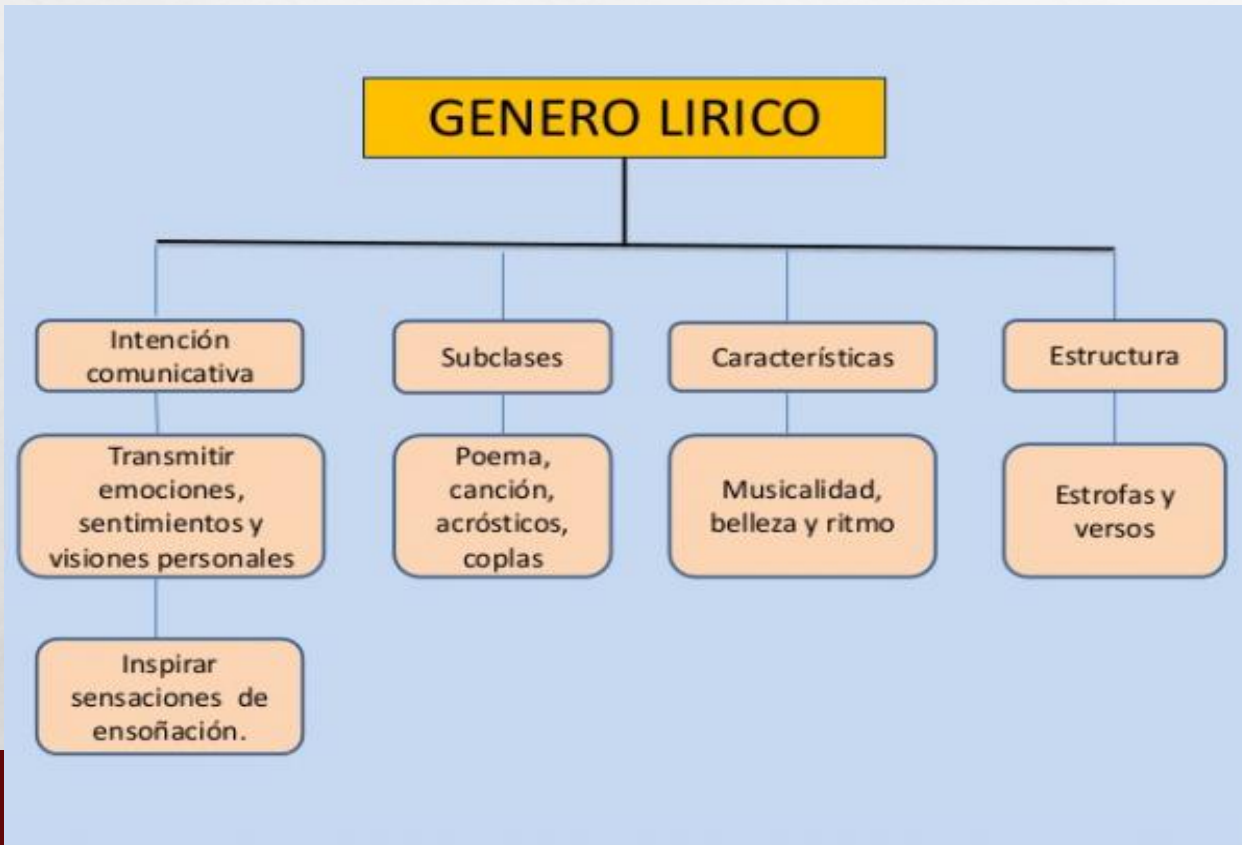 GENERO LIRICO
Intención
comunicativa
Subclases
Características
Estructura
Transmitir
emociones,
sentimientos y
visiones personales
Poema,
canción,
acrósticos,
coplas
Musicalidad,
belleza y ritmo
Estrofas y
versos
Inspirar
sensaciones de
ensoñación.